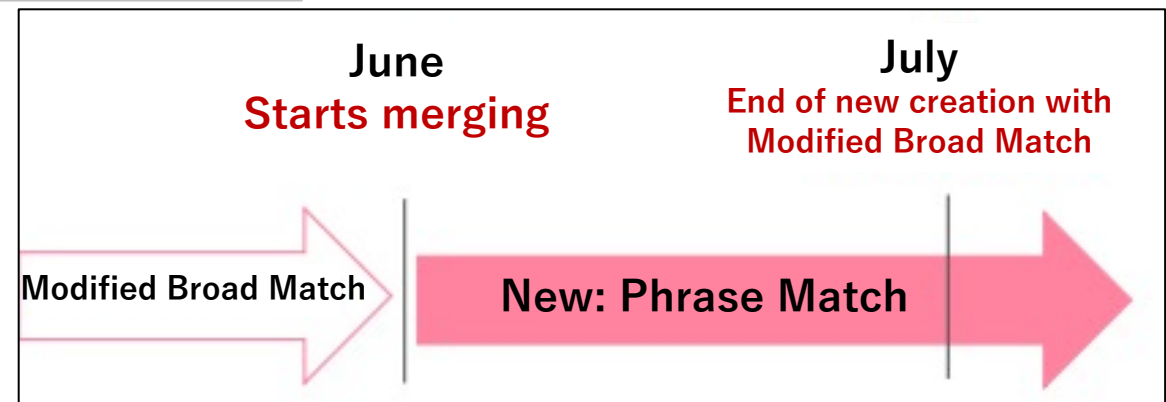 June
Starts merging
July
End of new creation with
Modified Broad Match
Modified Broad Match
New: Phrase Match